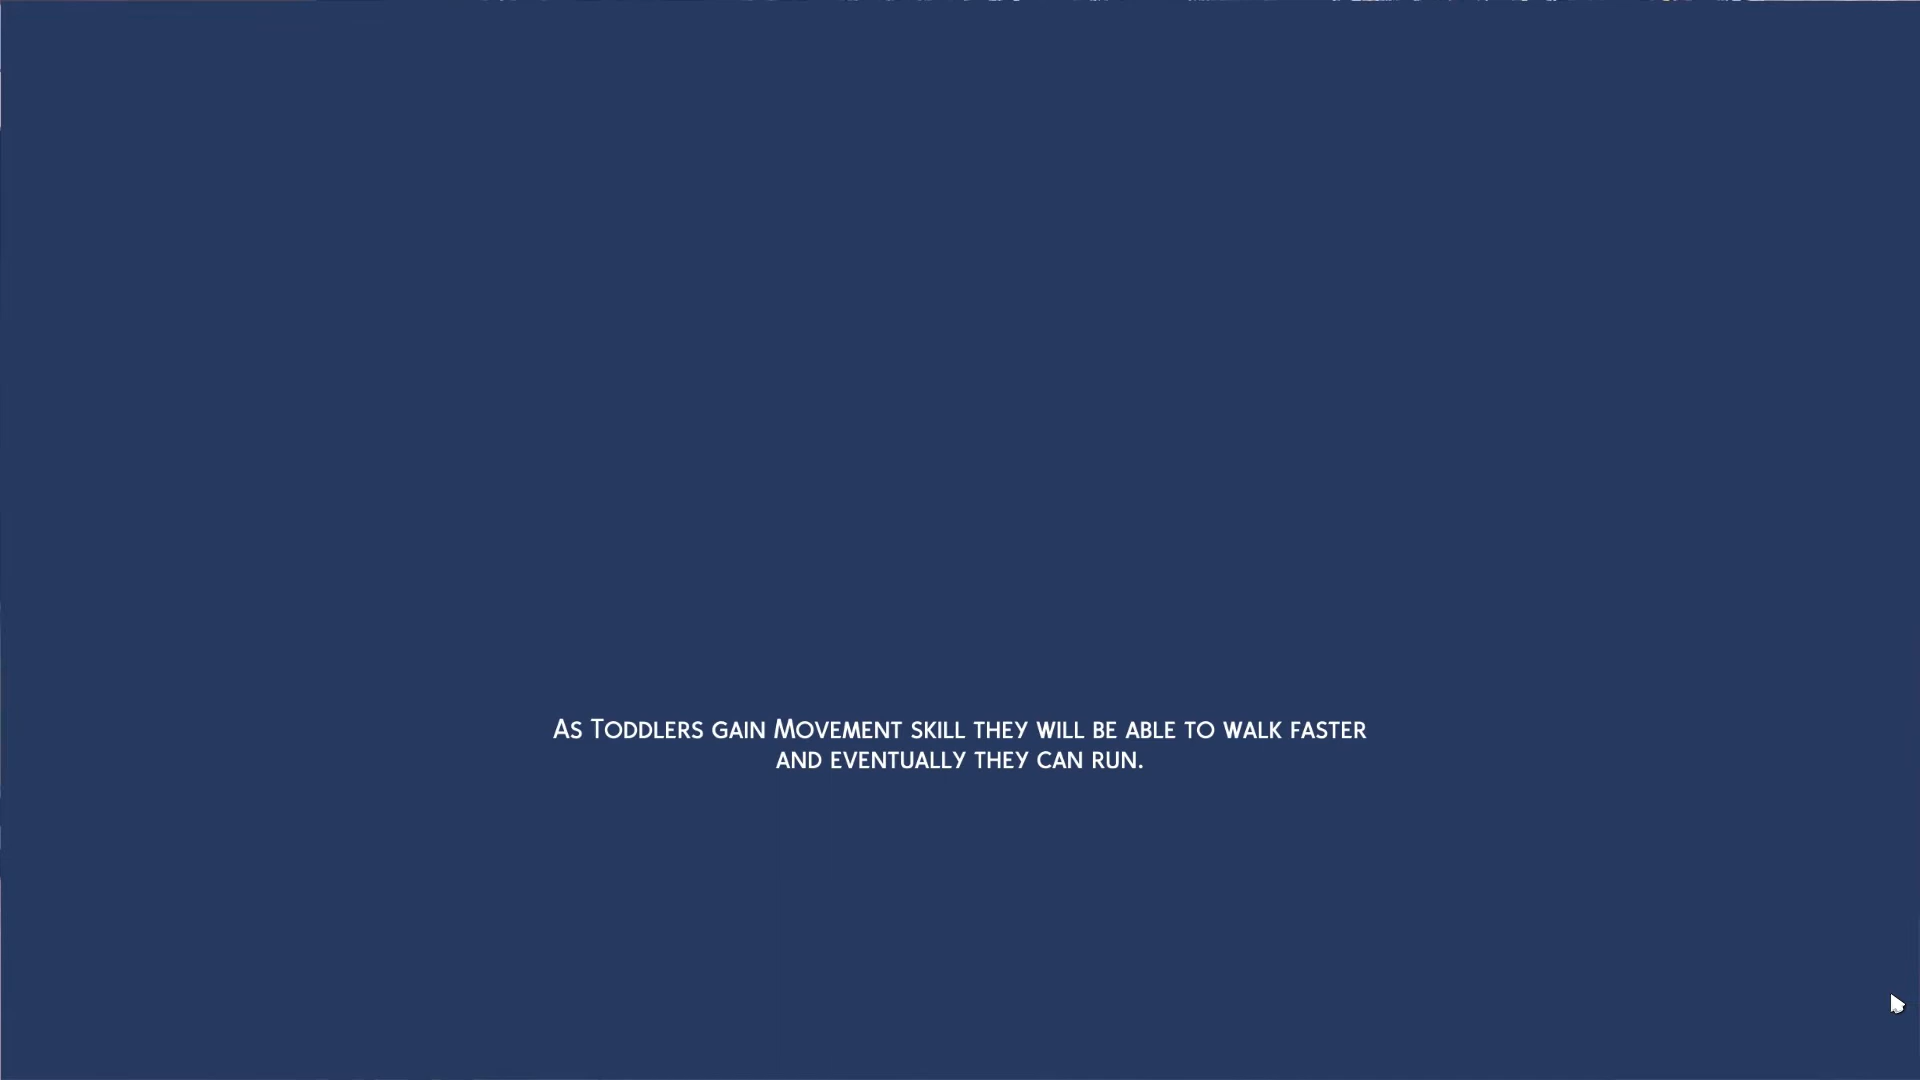 As Toddlers gain Movement skill they will be able to walk faster
and eventually they can run.